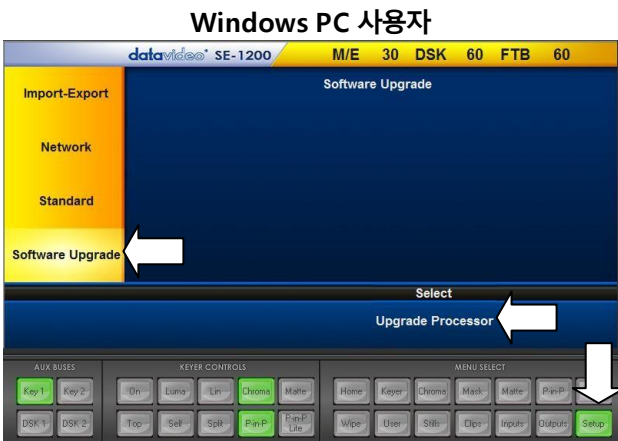 Windows PC 사용자
datavideo SE-1200 M/E 30 DSK 60 FTB 60
Import-Export
Software Upgrade
Network
Standard
Software Upgrade
Select
Upgrade Processor
AUX BUSES KEYER CONTROLS MENU SELECT
Key 1 Key 2 On Luma Lin Chroma Matte Home Keyer Chroma Mask Matte P-in-P
DSK 1 DSK 2 Top Self Split P-in-P P-in-P Lite Wipe User Stills Clips Inputs Outputs Setup